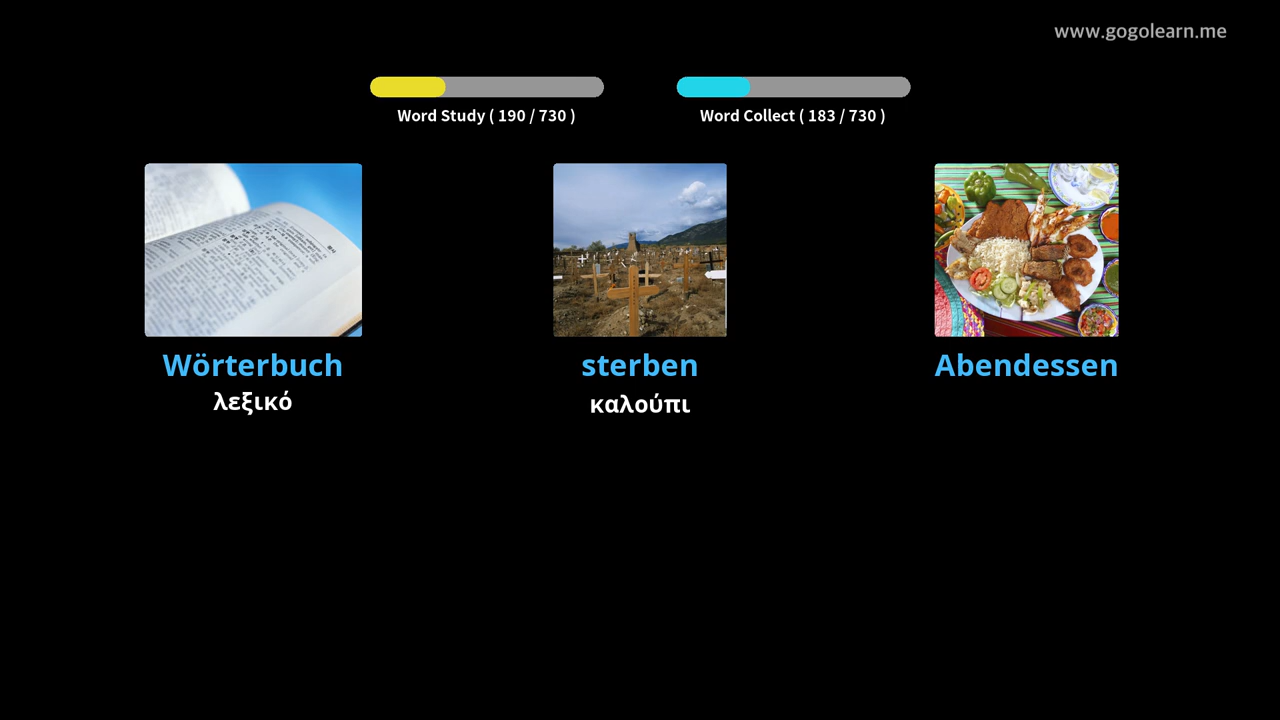 www.gogolearn.me
Word Study ( 190 / 730 )
Word Collect ( 183 / 730 )
Wörterbuch
λεξικό
sterben
καλούπι
Abendessen